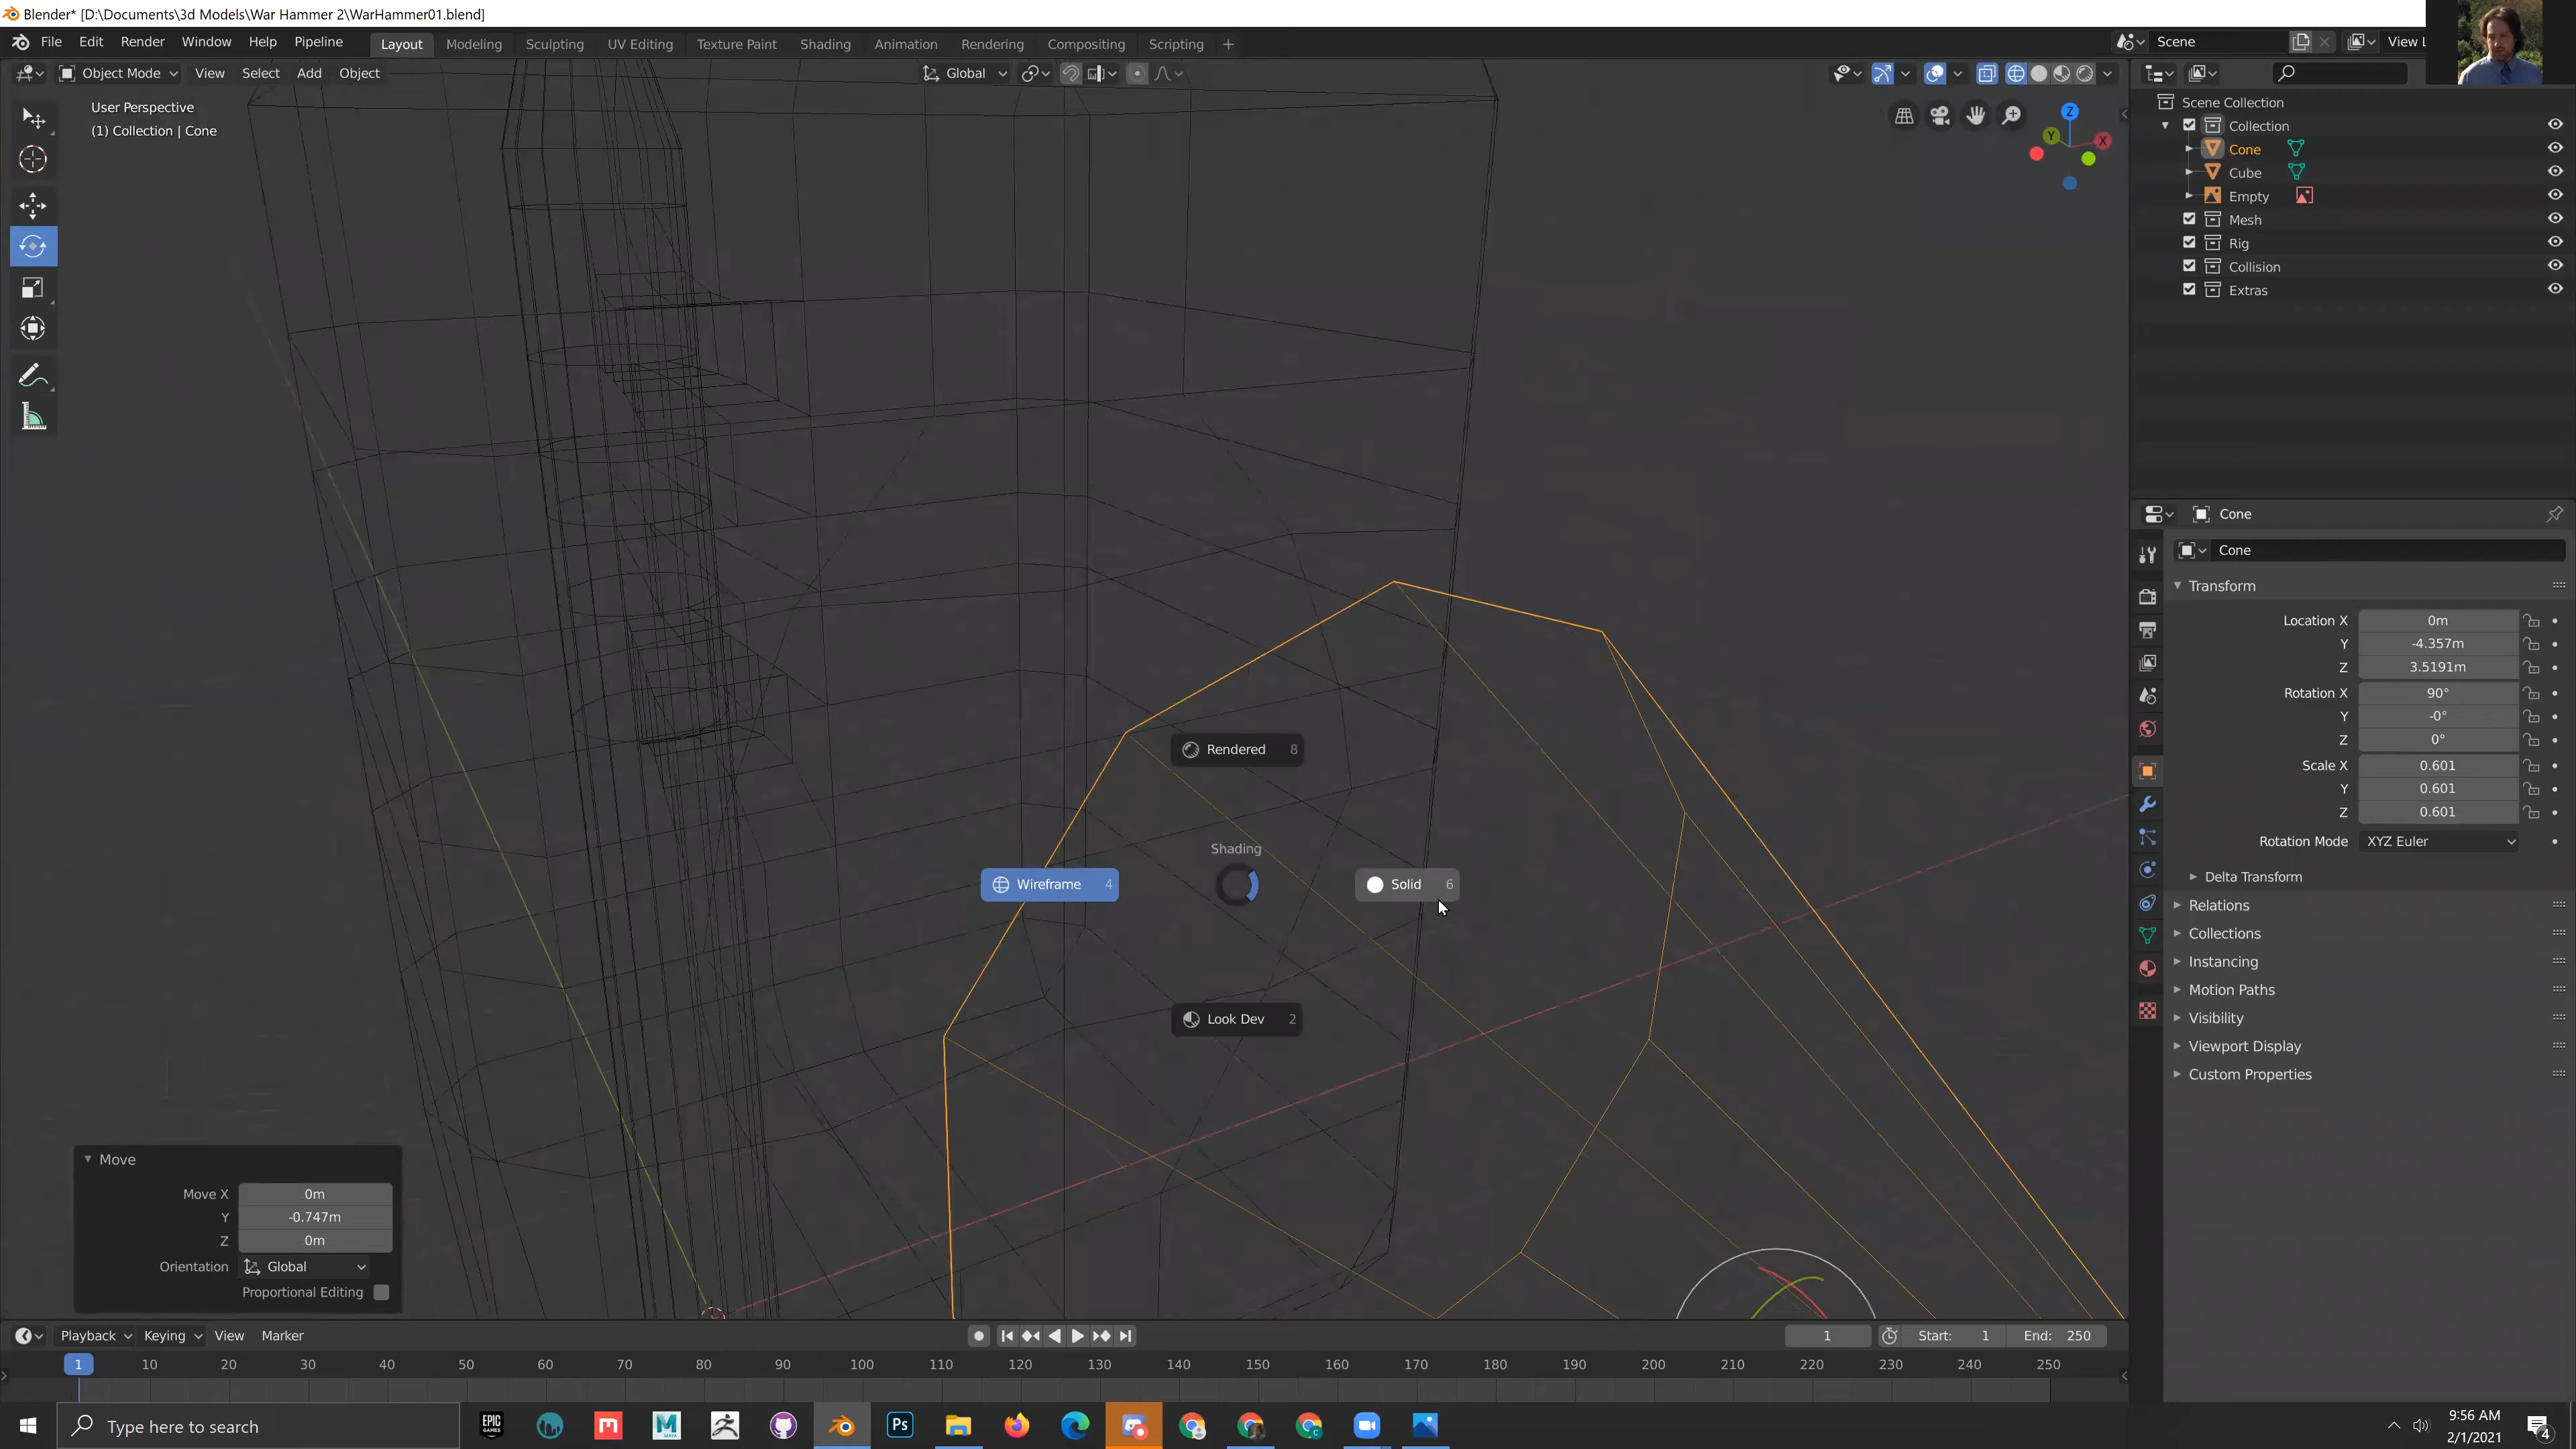 Blender* [D:\Documents\3d Models\War Hammer 2\WarHammer01.blend]
File Edit Render Window Help Pipeline Layout Modeling Sculpting UV Editing Texture Paint Shading Animation Rendering Compositing Scripting + Scene View L
Object Mode View Select Add Object Global
User Perspective
(1) Collection | Cone
Z
Y
X
Scene Collection
Collection
Cone
Cube
Empty
Mesh
Rig
Collision
Extras
Cone
Cone
Transform
Location X 0m
Y -4.357m
Z 3.5191m
Rotation X 90°
Y -0°
Z 0°
Scale X 0.601
Y 0.601
Z 0.601
Rotation Mode XYZ Euler
Delta Transform
Relations
Collections
Instancing
Motion Paths
Visibility
Viewport Display
Custom Properties
Rendered 8
Shading
Wireframe 4
Solid 6
Look Dev 2
Move
Move X 0m
Y -0.747m
Z 0m
Orientation Global
Proportional Editing
Playback Keying View Marker 1 Start: 1 End: 250
1 10 20 30 40 50 60 70 80 90 100 110 120 130 140 150 160 170 180 190 200 210 220 230 240 250
Type here to search
EPIC GAMES
M
MAYA
Ps
9:56 AM
2/1/2021
4